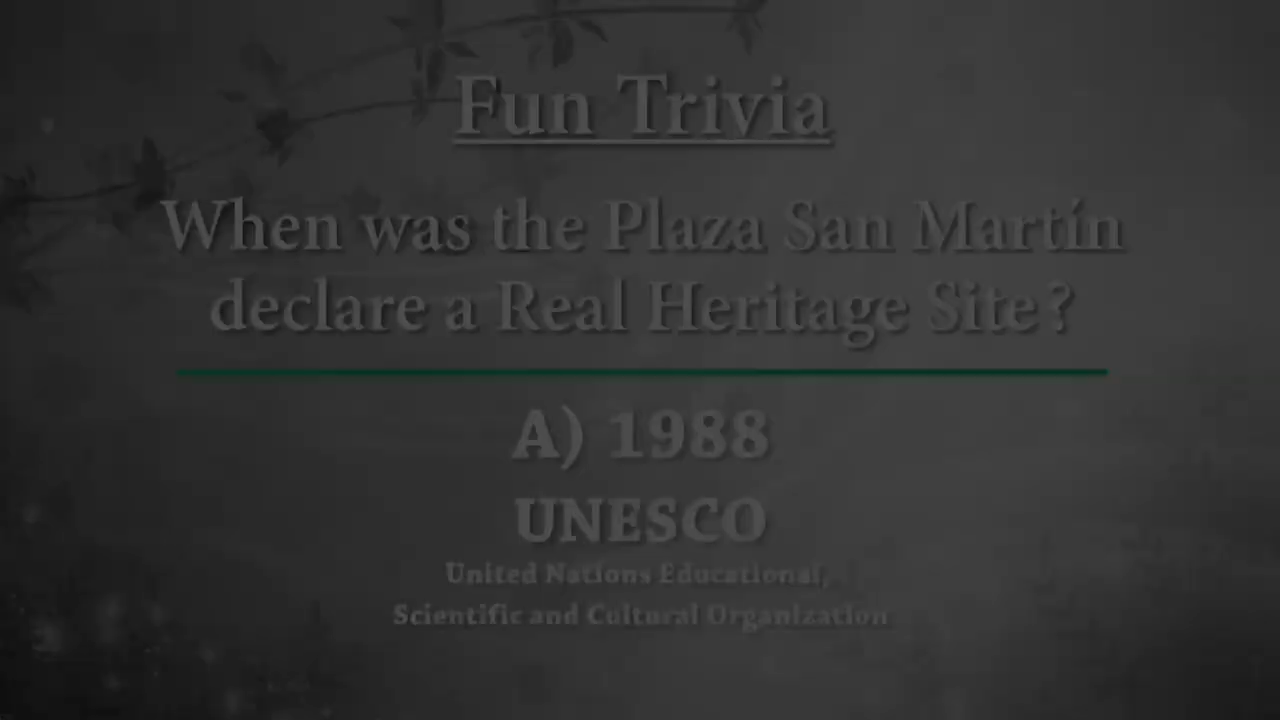 Fun Trivia
When was the Plaza San Martín
declare a Real Heritage Site?
A) 1988
UNESCO
United Nations Educational,
Scientific and Cultural Organization